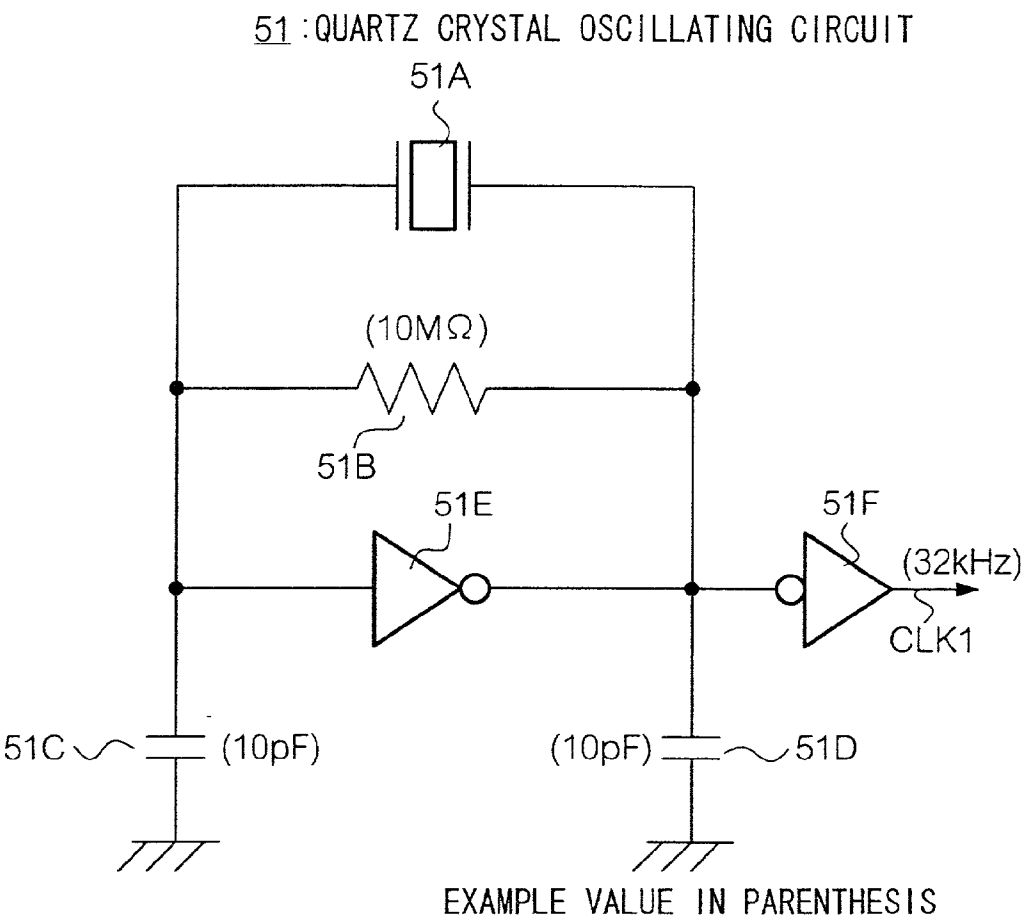 51 : QUARTZ CRYSTAL OSCILLATING CIRCUIT
51A
(10MΩ)
51B
51E
51F
(32kHz)
CLK1
51C
(10pF)
(10pF)
51D
EXAMPLE VALUE IN PARENTHESIS